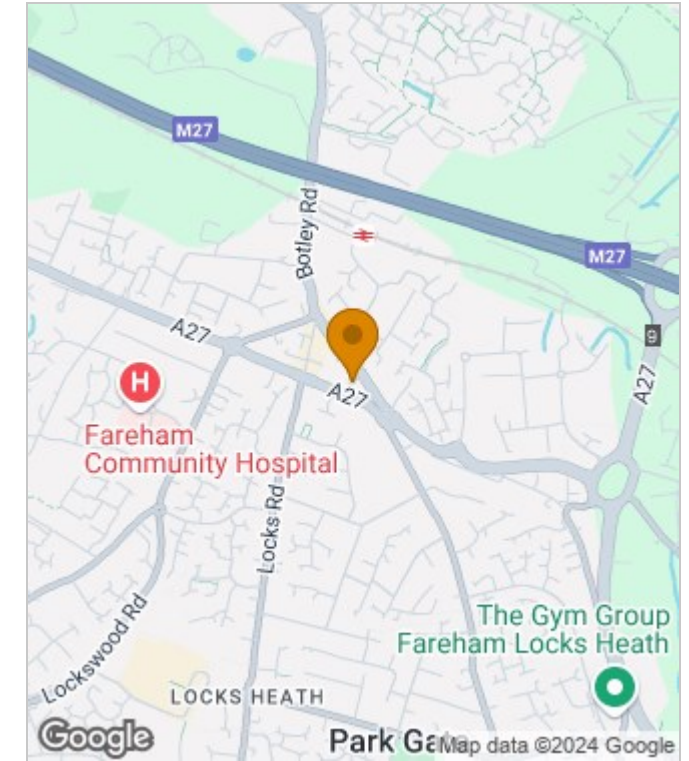 M27
Botley Rd
M27
A27
9
A27
A27
H
Fareham
Community Hospital
Locks Rd
The Gym Group
Fareham Locks Heath
Lockswood Rd
LOCKS HEATH
Google
Park Ga
Map data ©2024 Google